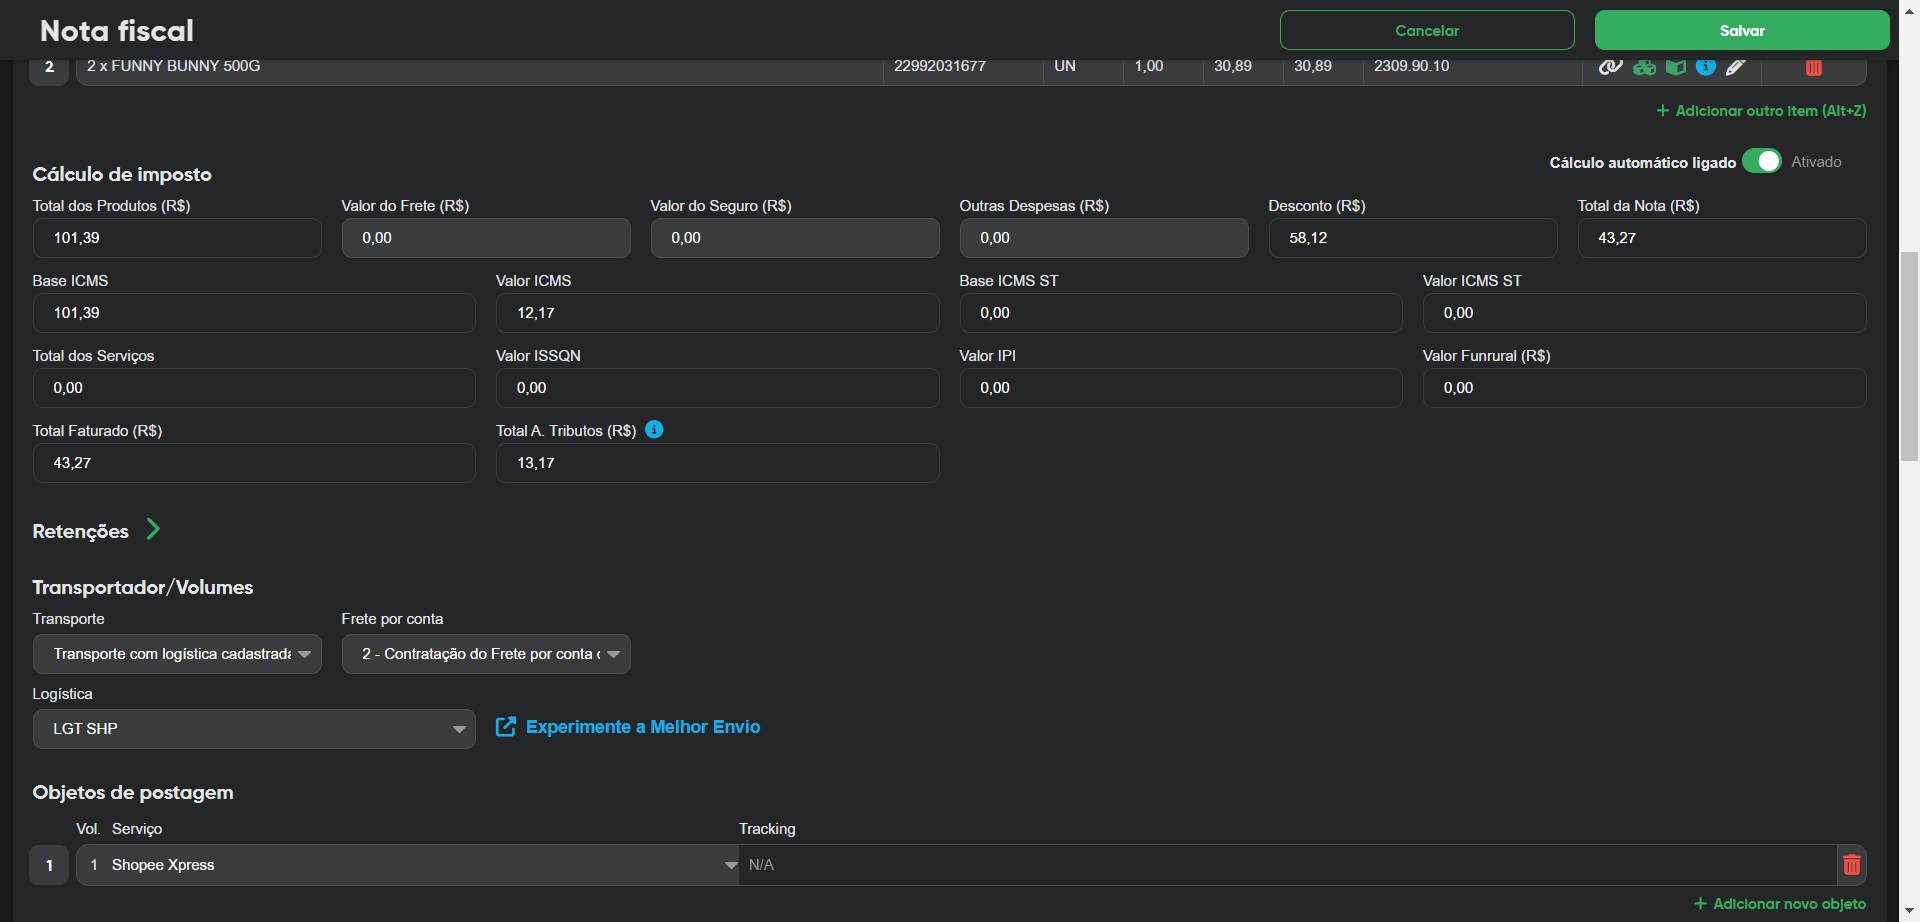 Nota fiscal
Cancelar
Salvar
2 2 x FUNNY BUNNY 500G 22992031677 UN 1,00 30,89 30,89 2309.90.10
+ Adicionar outro item (Alt+Z)
Cálculo de imposto
Cálculo automático ligado Ativado
Total dos Produtos (R$) Valor do Frete (R$) Valor do Seguro (R$) Outras Despesas (R$) Desconto (R$) Total da Nota (R$)
101,39 0,00 0,00 0,00 58,12 43,27
Base ICMS Valor ICMS Base ICMS ST Valor ICMS ST
101,39 12,17 0,00 0,00
Total dos Serviços Valor ISSQN Valor IPI Valor Funrural (R$)
0,00 0,00 0,00 0,00
Total Faturado (R$) Total A. Tributos (R$)
43,27 13,17
Retenções
Transportador/Volumes
Transporte Frete por conta
Transporte com logística cadastrada 2 - Contratação do Frete por conta
Logística
LGT SHP Experimente a Melhor Envio
Objetos de postagem
Vol. Serviço Tracking
1 1 Shopee Xpress N/A
+ Adicionar novo objeto